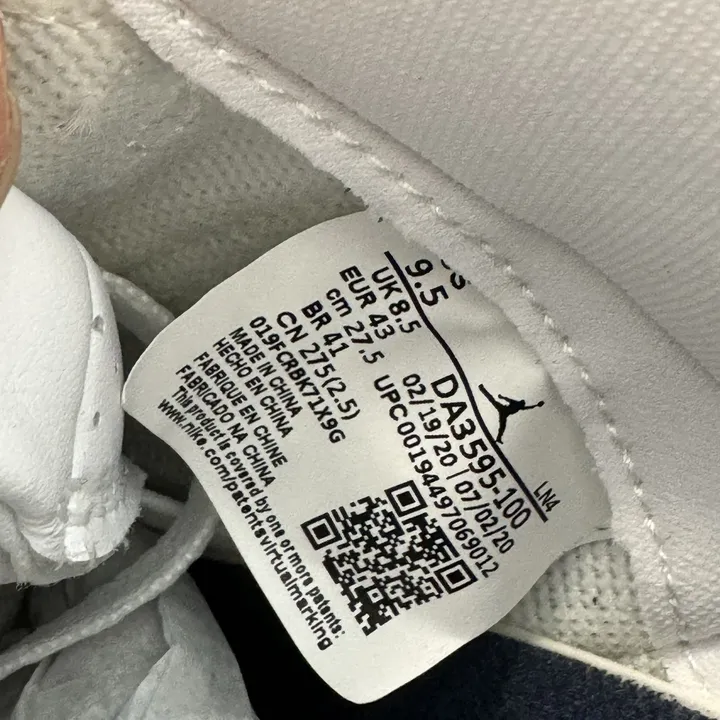 9.5
UK 8.5
EUR 43
cm 27.5
BR 41
CN 275(2.5)
019FCRBK71X9G
MADE IN CHINA
HECHO EN CHINA
FABRIQUE EN CHINE
FABRICADO NA CHINA
This product is covered by one or more patents:
www.nike.com/patentsvirtualmarking
LN4
DA3595-100
02/19/20 | 07/02/20
UPC 00194497069012